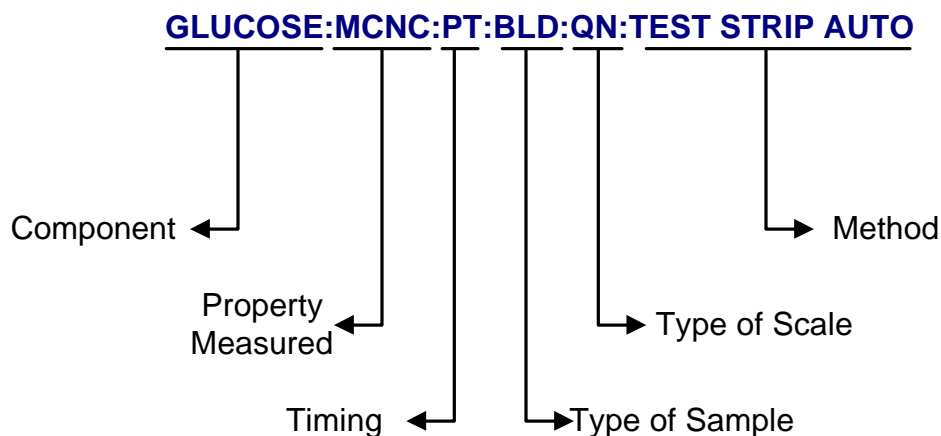 GLUCOSE:MCNC:PT:BLD:QN:TEST STRIP AUTO
Component
Method
Property
Measured
Type of Scale
Timing
Type of Sample